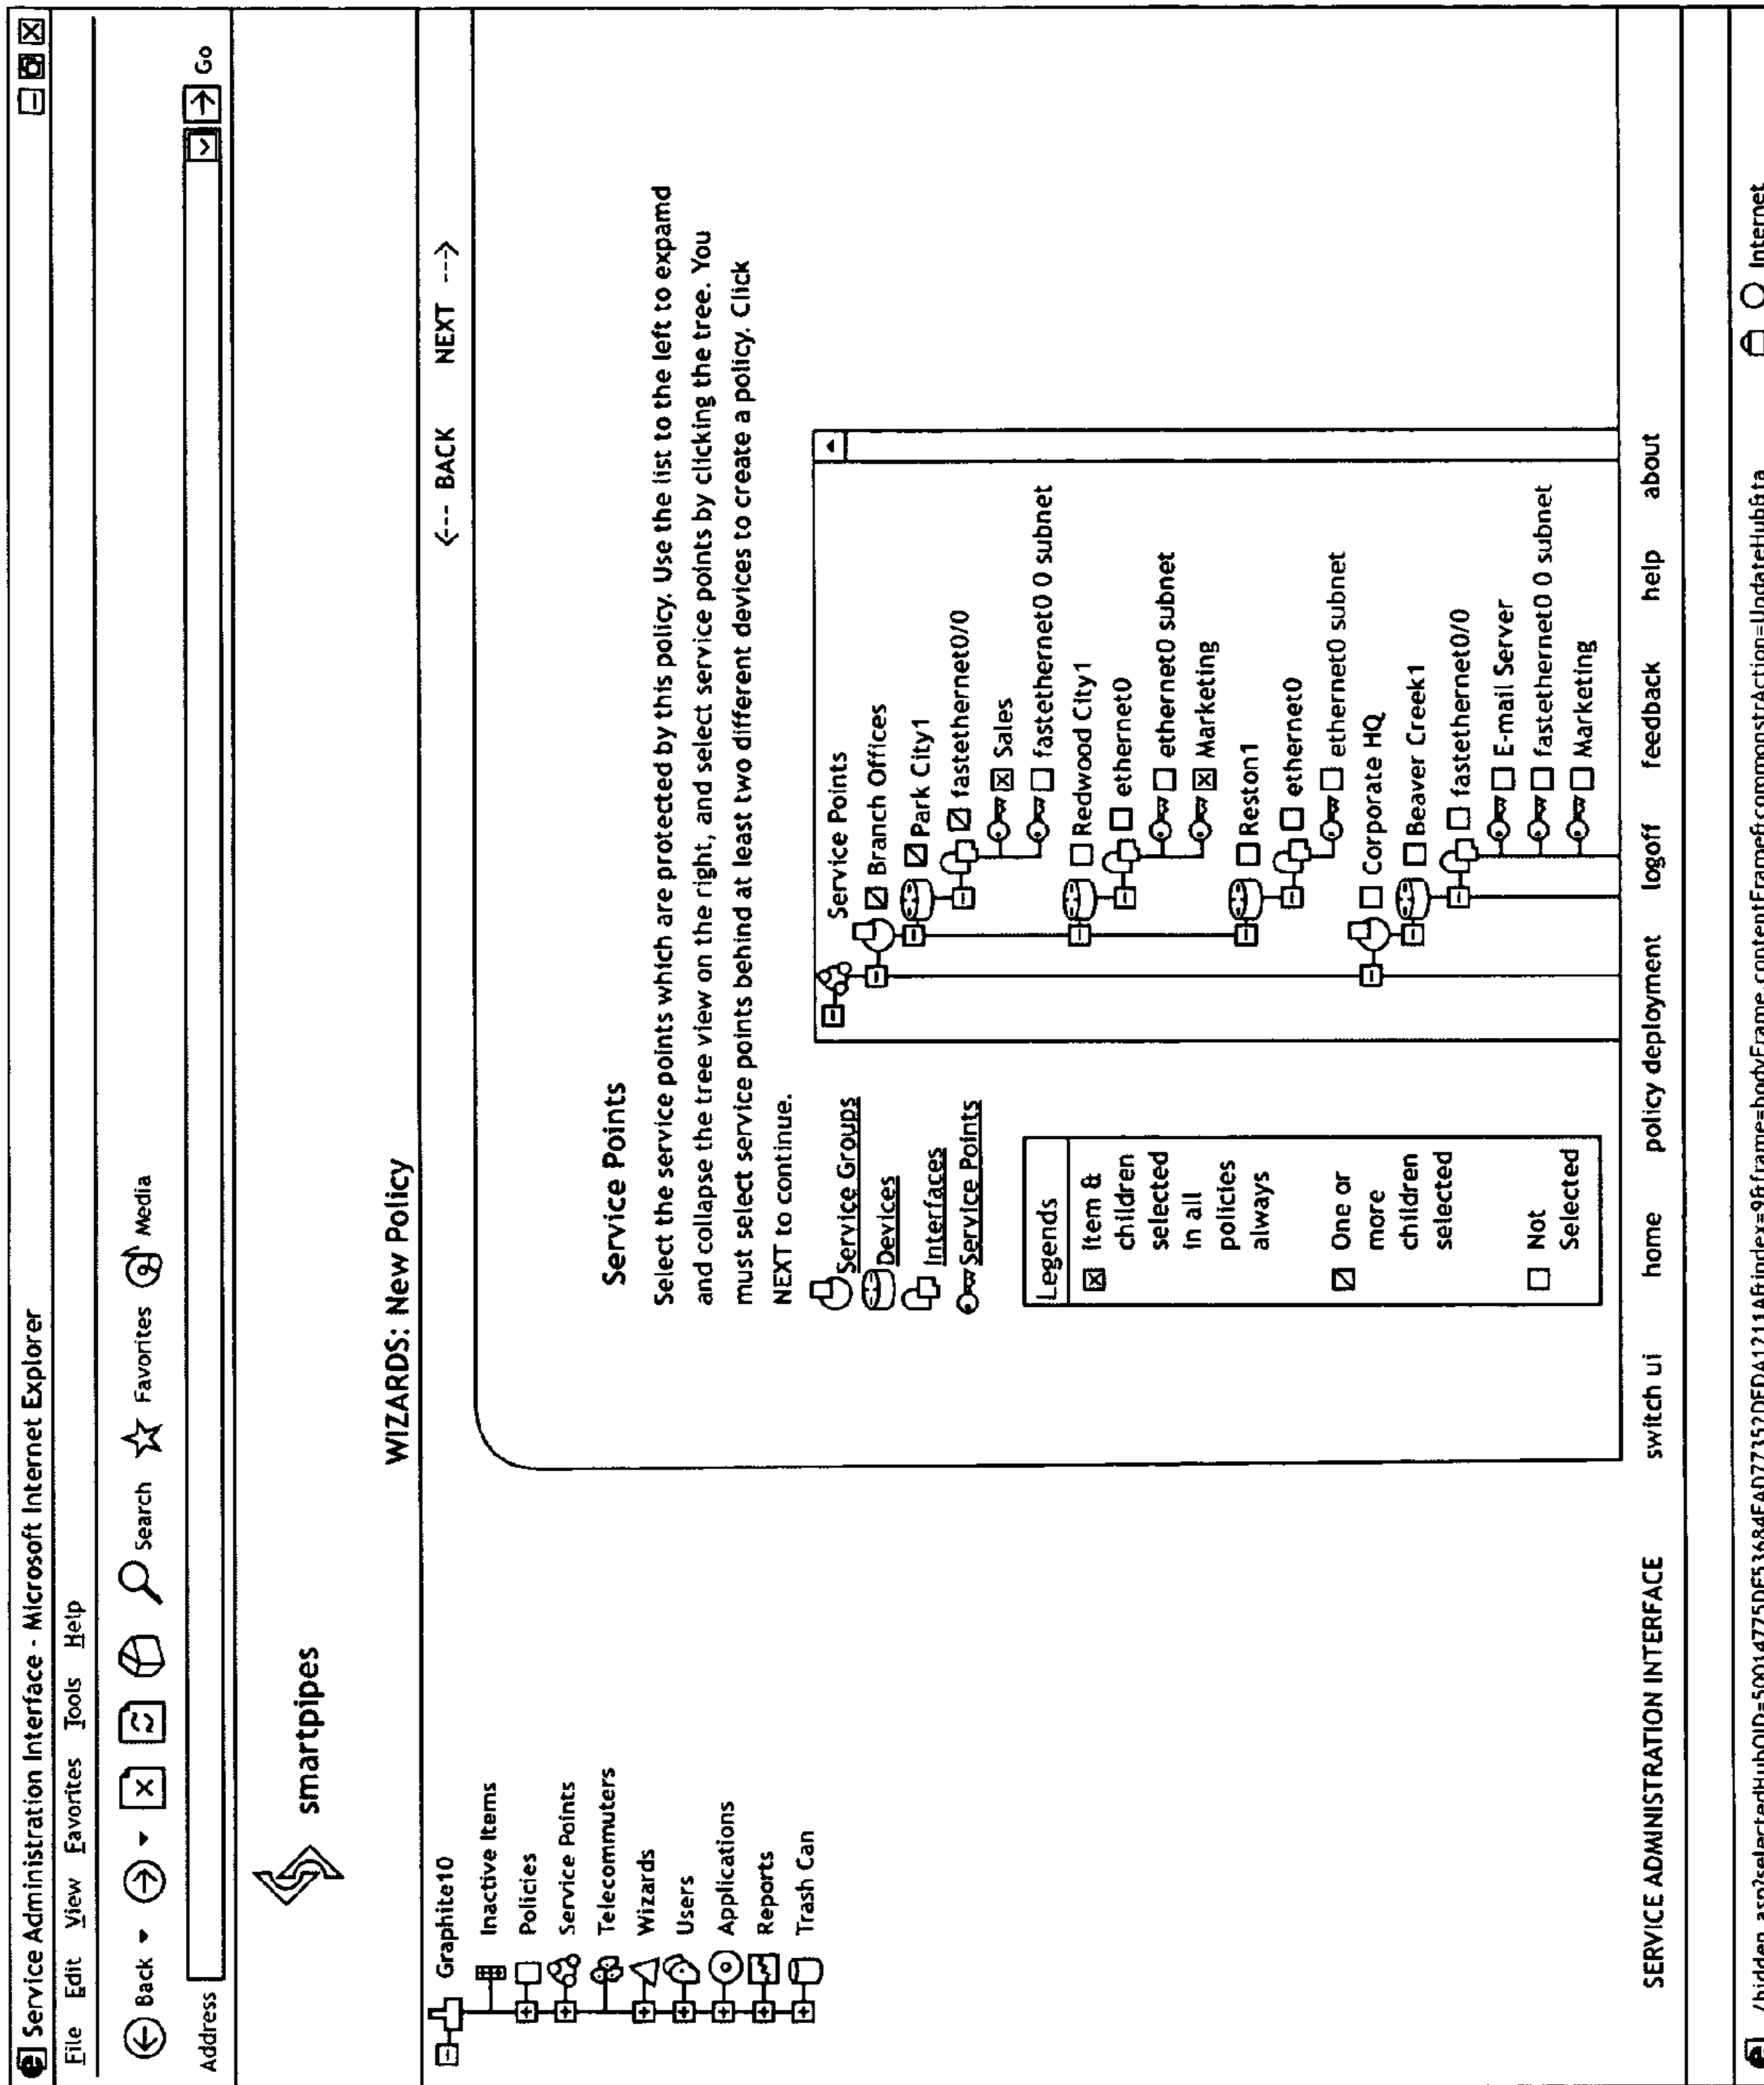 Service Administration Interface - Microsoft Internet Explorer
File Edit View Favorites Tools Help
Back Search Favorites Media
Address Go
smartpipes
WIZARDS: New Policy
<--- BACK NEXT --->
Graphite10
Inactive Items
Policies
Service Points
Telecommuters
Wizards
Users
Applications
Reports
Trash Can
Service Points
Select the service points which are protected by this policy. Use the list to the left to expamd
and collapse the tree view on the right, and select service points by clicking the tree. You
must select service points behind at least two different devices to create a policy. Click
NEXT to continue.
Service Groups
Devices
Interfaces
Service Points
Legends
Item &
children
selected
in all
policies
always
One or
more
children
selected
Not
Selected
Service Points
Branch Offices
Park City1
fastethernet0/0
Sales
fastethernet0 0 subnet
Redwood City1
ethernet0
ethernet0 subnet
Marketing
Reston1
ethernet0
ethernet0 subnet
Corporate HQ
Beaver Creek1
fastethernet0/0
E-mail Server
fastethernet0 0 subnet
Marketing
SERVICE ADMINISTRATION INTERFACE switch ui home policy deployment logoff feedback help about
Internet